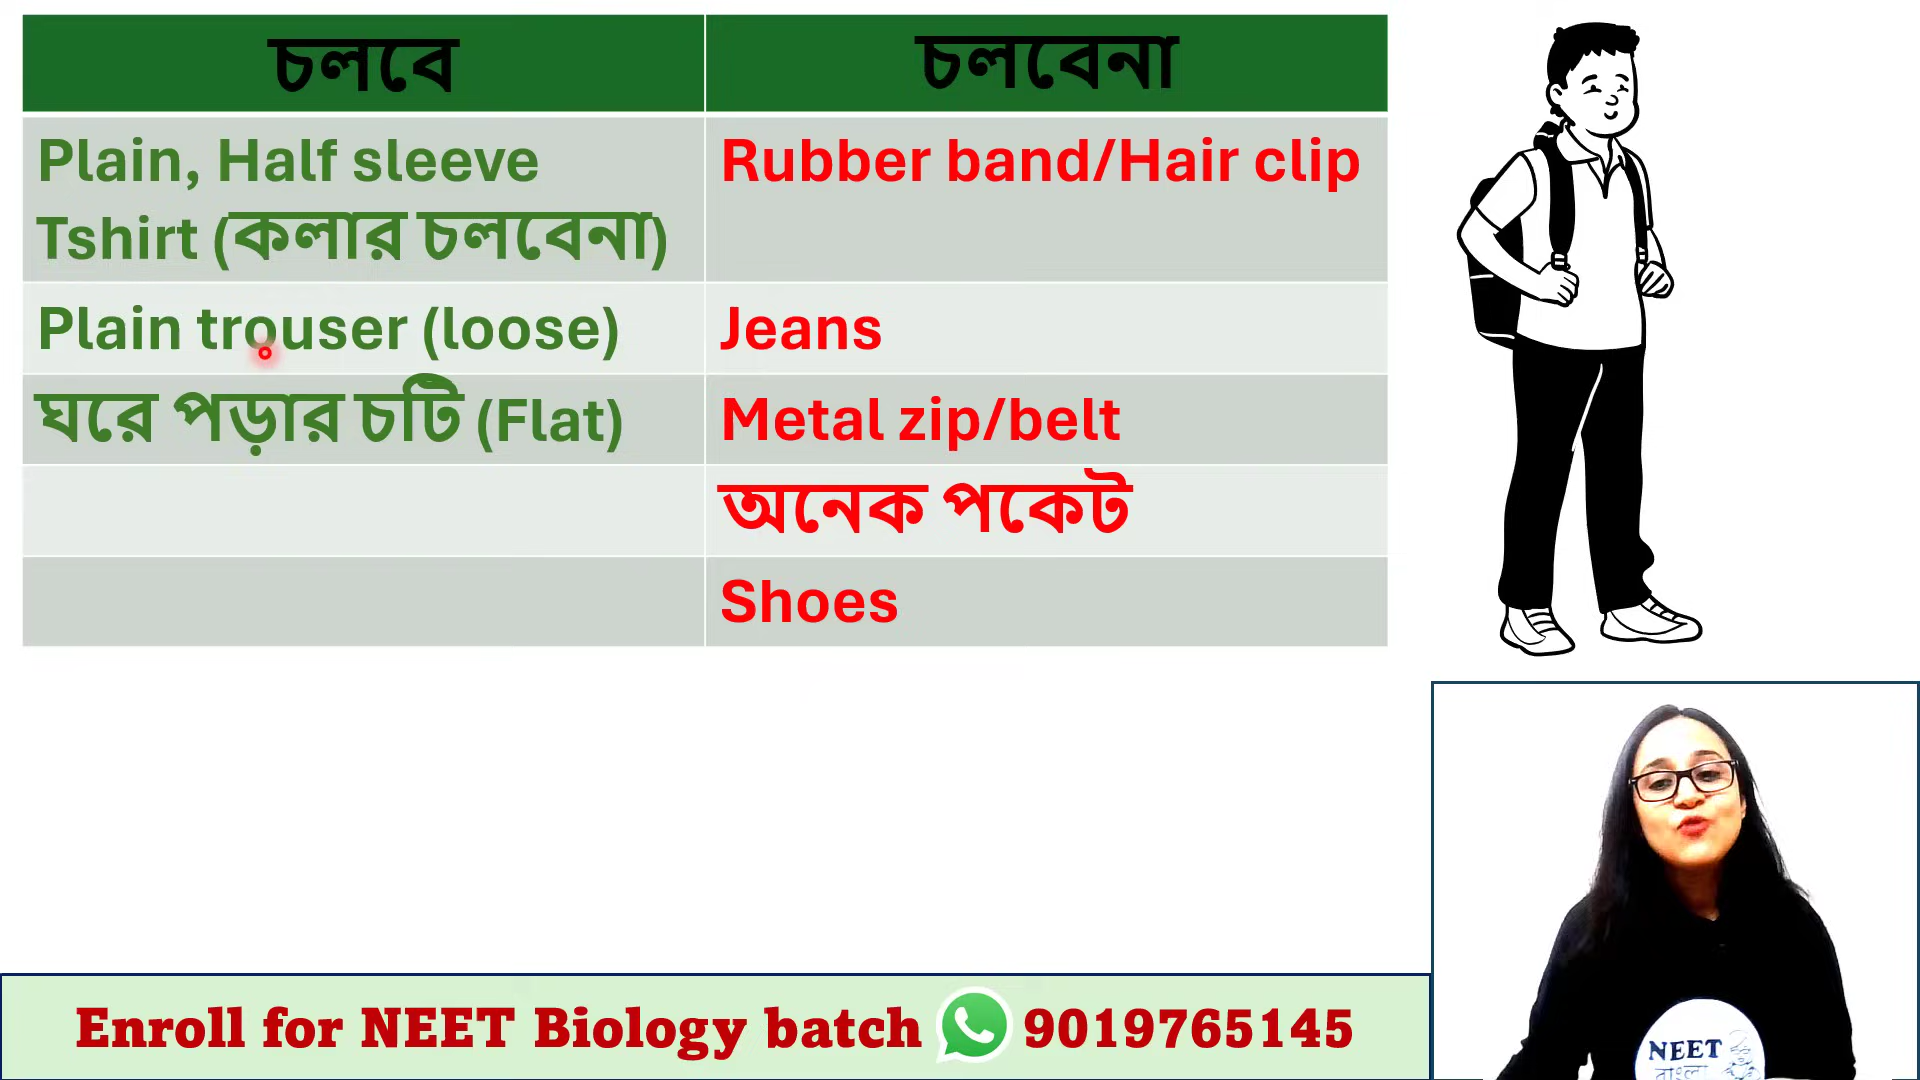 চলবে
চলবেনা
Plain, Half sleeve
Tshirt (কলার চলবেনা)
Rubber band/Hair clip
Plain trouser (loose)
Jeans
ঘরে পড়ার চটি (Flat)
Metal zip/belt
অনেক পকেট
Shoes
Enroll for NEET Biology batch 9019765145
NEET
বাংলা